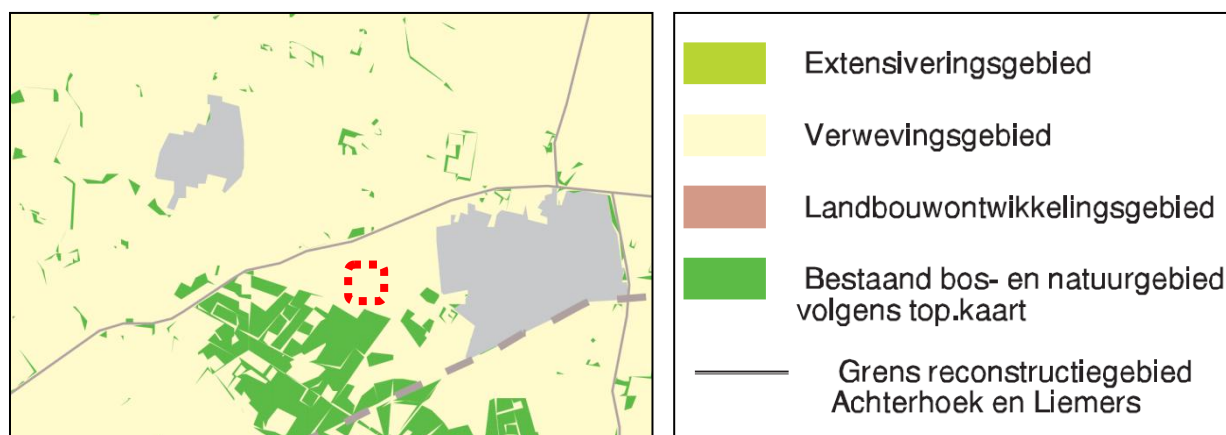 Extensiveringsgebied
Verwevingsgebied
Landbouwontwikkelingsgebied
Bestaand bos- en natuurgebied
volgens top.kaart
Grens reconstructiegebied
Achterhoek en Liemers